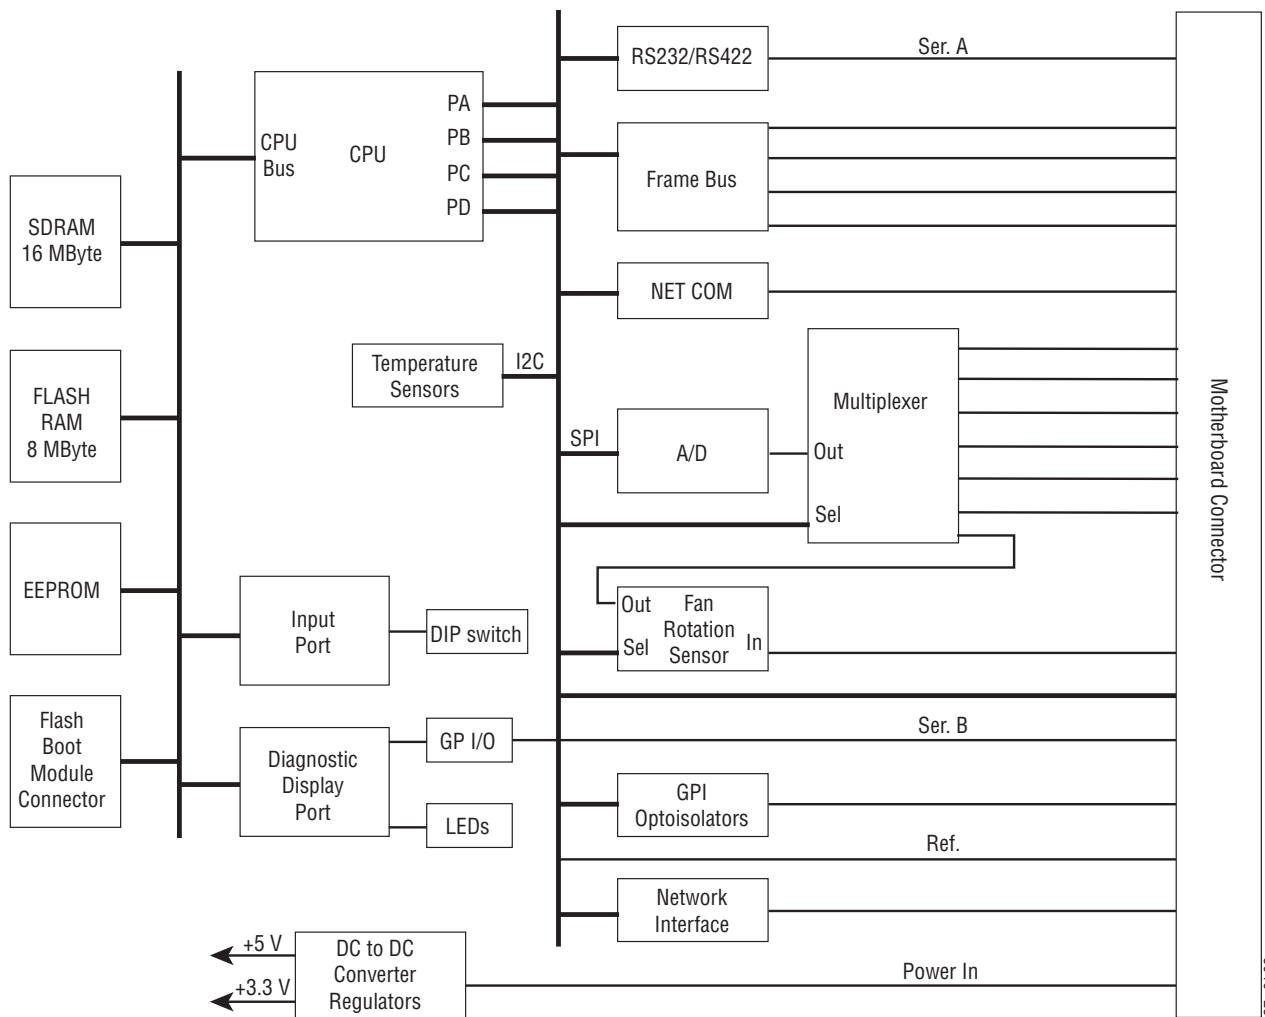 RS232/RS422
Ser. A
PA
PB
PC
PD
CPU
Bus
CPU
Frame Bus
SDRAM
16 MByte
NET COM
Temperature
Sensors
I2C
FLASH
RAM
8 MByte
Multiplexer
Out
Sel
SPI
A/D
Motherboard Connector
EEPROM
Input
Port
DIP switch
Out
Sel
Fan
Rotation
Sensor
In
Flash
Boot
Module
Connector
Diagnostic
Display
Port
GP I/O
LEDs
Ser. B
GPI
Optoisolators
Ref.
Network
Interface
+5 V
+3.3 V
DC to DC
Converter
Regulators
Power In